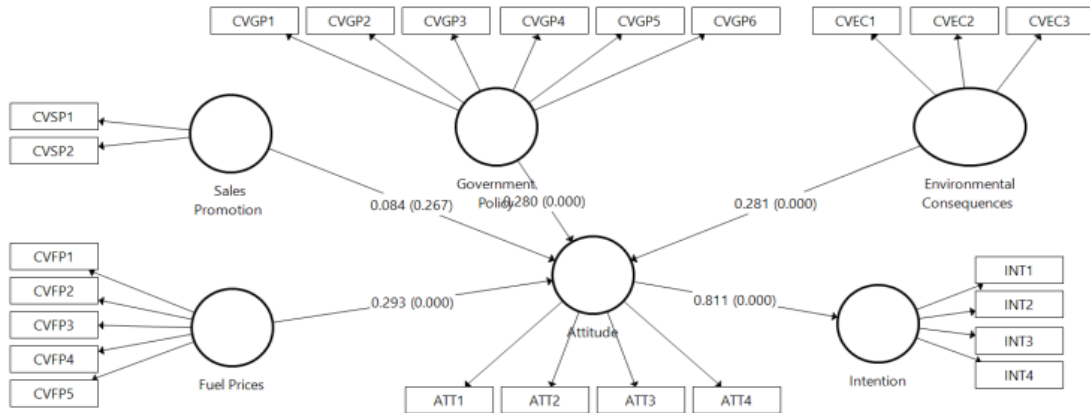 CVGP1 CVGP2 CVGP3 CVGP4 CVGP5 CVGP6
CVEC1 CVEC2 CVEC3
CVSP1
CVSP2
Sales
Promotion
Government
Policy
Environmental
Consequences
0.084 (0.267)
0.280 (0.000)
0.281 (0.000)
CVFP1
CVFP2
CVFP3
CVFP4
CVFP5
Fuel Prices
0.293 (0.000)
Attitude
0.811 (0.000)
INT1
INT2
INT3
INT4
Intention
ATT1 ATT2 ATT3 ATT4